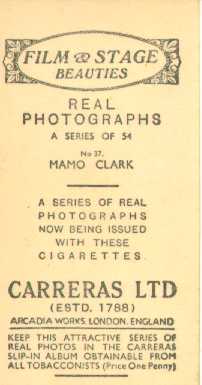 FILM & STAGE
BEAUTIES
REAL
PHOTOGRAPHS
A SERIES OF 54
No 37.
MAMO CLARK
A SERIES OF REAL
PHOTOGRAPHS
NOW BEING ISSUED
WITH THESE
CIGARETTES.
CARRERAS LTD
(ESTD. 1788)
ARCADIA WORKS. LONDON. ENGLAND
KEEP THIS ATTRACTIVE SERIES OF
REAL PHOTOS IN THE CARRERAS
SLIP-IN ALBUM OBTAINABLE FROM
ALL TOBACCONISTS (Price One Penny)